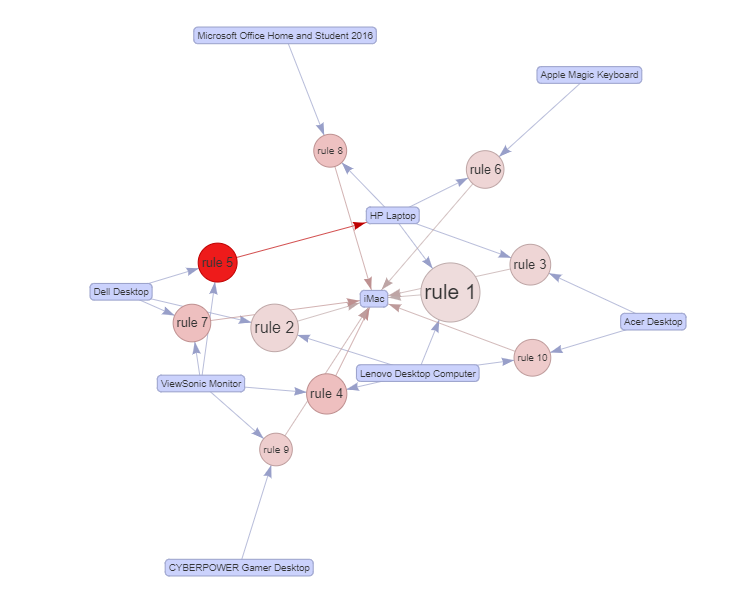 Microsoft Office Home and Student 2016
Apple Magic Keyboard
rule 8
rule 6
HP Laptop
rule 5
rule 3
Dell Desktop
iMac
rule 1
rule 7
rule 2
Acer Desktop
rule 10
Lenovo Desktop Computer
ViewSonic Monitor
rule 4
rule 9
CYBERPOWER Gamer Desktop